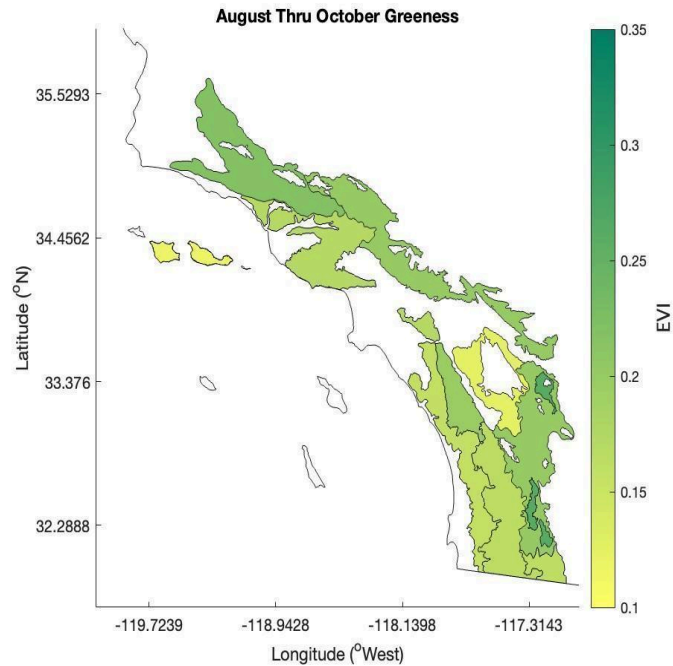 August Thru October Greeness
0.35
0.3
0.25
0.2
0.15
0.1
EVI
35.5293
34.4562
33.376
32.2888
Latitude (°N)
-119.7239 -118.9428 -118.1398 -117.3143
Longitude (°West)